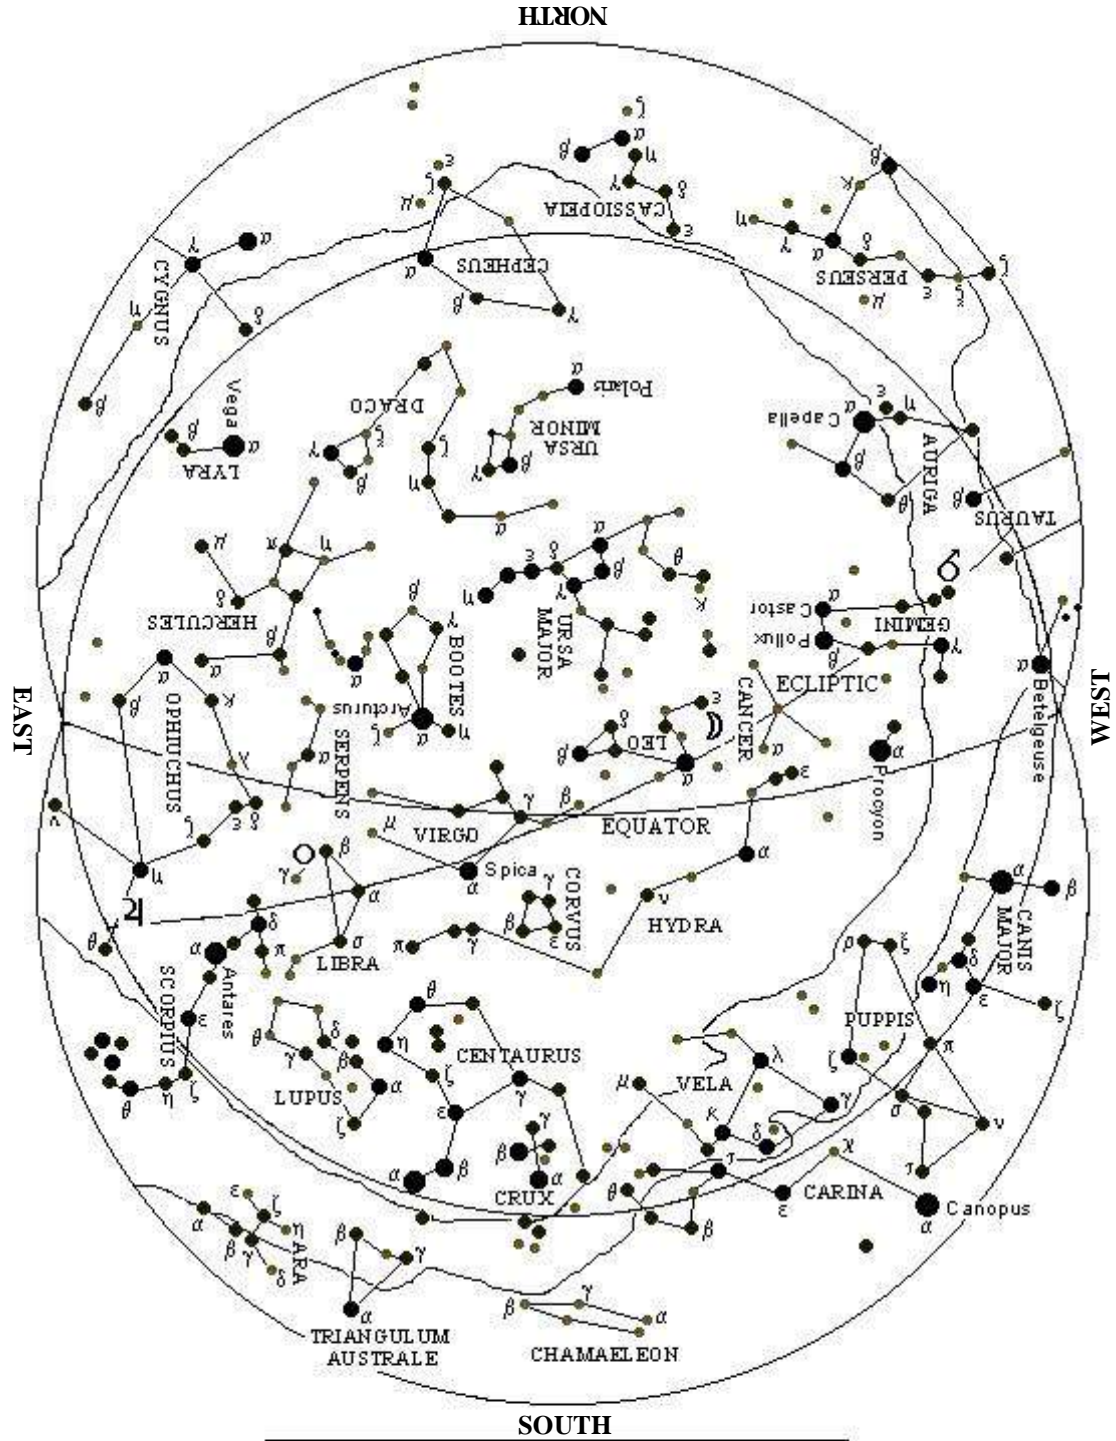 NORTH
ζ
α
β
η
ε
ζ
γ
δ
μ
CASSIOPEIA
ε
β
κ
η
γ
α
δ
PERSEUS
ε
ξ
ζ
μ
α
γ
CYGNUS
η
δ
β
α
CEPHEUS
β
γ
Vega
β
α
LYRA
DRACO
ξ
γ
β
ζ
η
α
α
Polaris
URSA
MINOR
γ
β
ε
η
α
Capella
AURIGA
β
θ
β
TAURUS
μ
π
η
δ
HERCULES
β
α
β
γ
BOOTES
Arcturus
α
η
ζ
α
ε
δ
β
γ
η
URSA
MAJOR
θ
κ
♂
α
Castor
Pollux
β
GEMINI
γ
ECLIPTIC
α
Betelgeuse
EAST
WEST
α
β
κ
OPHIUCHUS
λ
ε
δ
ζ
ν
η
θ
SERPENS
α
δ
β
LEO
ε
☽
α
CANCER
α
α
Procyon
μ
VIRGO
γ
β
EQUATOR
ε
α
Spica
α
β
γ
α
σ
LIBRA
♃
γ
β
ε
CORVUS
π
γ
ν
HYDRA
α
α
β
CANIS
MAJOR
δ
η
ε
ζ
δ
α
π
Antares
SCORPIUS
ε
ζ
η
θ
θ
δ
γ
β
α
LUPUS
ζ
θ
η
CENTAURUS
ζ
ε
γ
α
β
γ
β
α
CRUX
ρ
ξ
PUPPIS
ζ
π
σ
ν
τ
μ
VELA
λ
κ
δ
γ
χ
CARINA
ε
θ
β
Canopus
α
ε
ζ
α
η
β
γ
δ
ARA
β
γ
α
TRIANGULUM
AUSTRALE
β
γ
α
CHAMAELEON
SOUTH